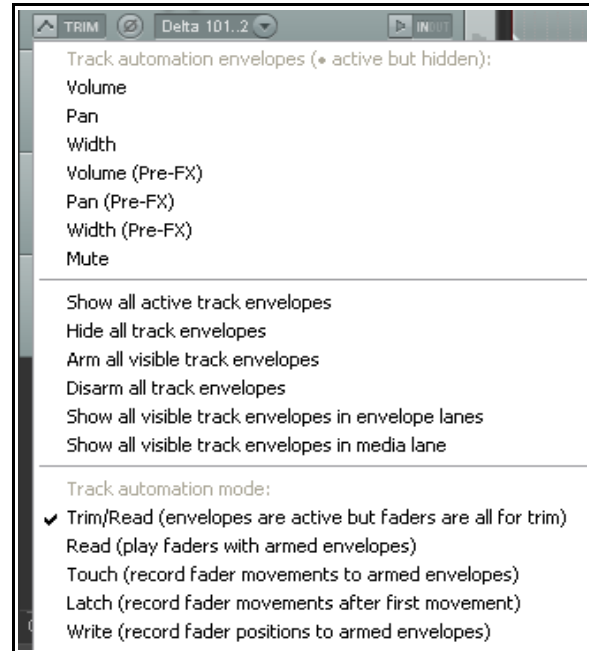 TRIM Delta 101..2 INOUT
Track automation envelopes (• active but hidden):
Volume
Pan
Width
Volume (Pre-FX)
Pan (Pre-FX)
Width (Pre-FX)
Mute
Show all active track envelopes
Hide all track envelopes
Arm all visible track envelopes
Disarm all track envelopes
Show all visible track envelopes in envelope lanes
Show all visible track envelopes in media lane
Track automation mode:
Trim/Read (envelopes are active but faders are all for trim)
Read (play faders with armed envelopes)
Touch (record fader movements to armed envelopes)
Latch (record fader movements after first movement)
Write (record fader positions to armed envelopes)